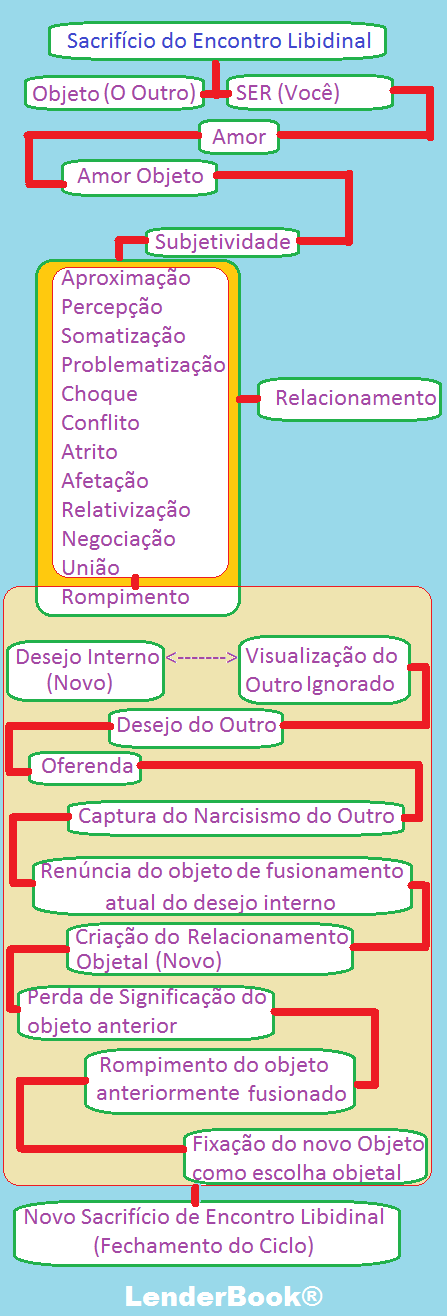 Sacrifício do Encontro Libidinal
Objeto (O Outro)
SER (Você)
Amor
Amor Objeto
Subjetividade
Aproximação
Percepção
Somatização
Problematização
Choque
Conflito
Atrito
Afetação
Relativização
Negociação
União
Rompimento
Relacionamento
Desejo Interno
(Novo)
<------->
Visualização do
Outro Ignorado
Desejo do Outro
Oferenda
Captura do Narcisismo do Outro
Renúncia do objeto de fusionamento
atual do desejo interno
Criação do Relacionamento
Objetal (Novo)
Perda de Significação do
objeto anterior
Rompimento do objeto
anteriormente fusionado
Fixação do novo Objeto
como escolha objetal
Novo Sacrifício de Encontro Libidinal
(Fechamento do Ciclo)
LenderBook®